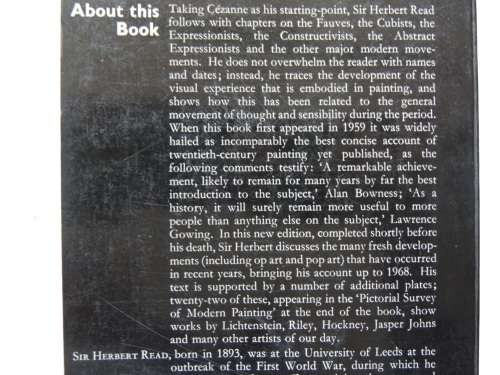 About this
Book
Taking Cézanne as his starting-point, Sir Herbert Read
follows with chapters on the Fauves, the Cubists, the
Expressionists, the Constructivists, the Abstract
Expressionists and the other major modern move-
ments. He does not overwhelm the reader with names
and dates; instead, he traces the development of the
visual experience that is embodied in painting, and
shows how this has been related to the general
movement of thought and sensibility during the period.
When this book first appeared in 1959 it was widely
hailed as incomparably the best concise account of
twentieth-century painting yet published, as the
following comments testify: ‘A remarkable achieve-
ment, likely to remain for many years by far the best
introduction to the subject,’ Alan Bowness; ‘As a
history, it will surely remain more useful to more
people than anything else on the subject,’ Lawrence
Gowing. In this new edition, completed shortly before
his death, Sir Herbert discusses the many fresh develop-
ments (including op art and pop art) that have occurred
in recent years, bringing his account up to 1968. His
text is supported by a number of additional plates;
twenty-two of these, appearing in the ‘Pictorial Survey
of Modern Painting’ at the end of the book, show
works by Lichtenstein, Riley, Hockney, Jasper Johns
and many other artists of our day.
SIR HERBERT READ, born in 1893, was at the University of Leeds at the
outbreak of the First World War, during which he